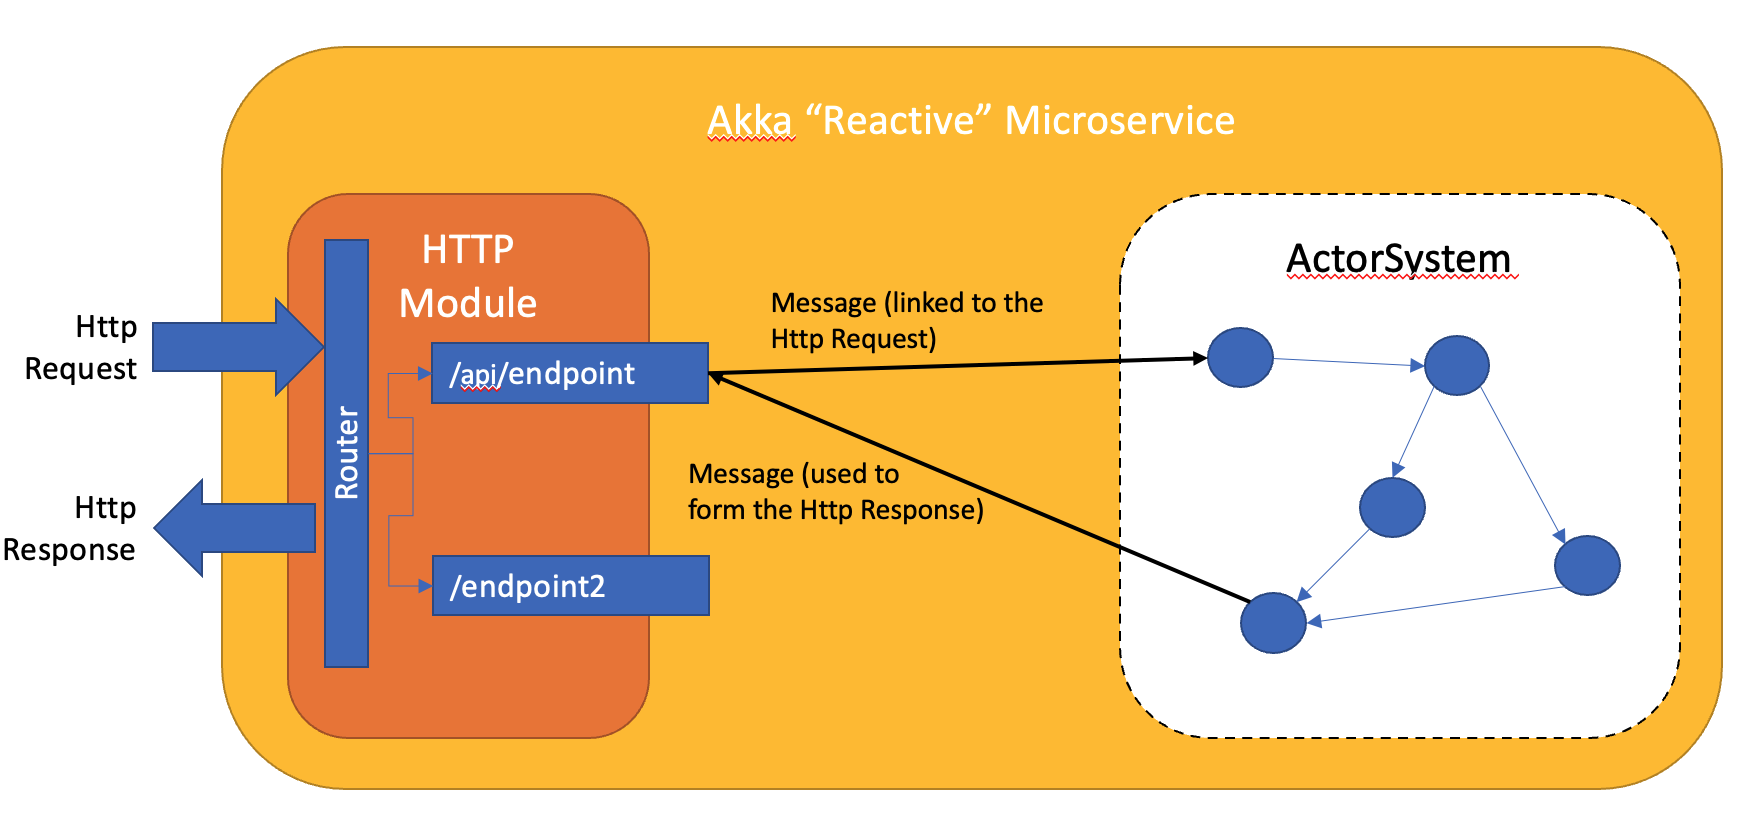 Akka “Reactive” Microservice
HTTP
Module
ActorSystem
Http
Request
Message (linked to the
Http Request)
/api/endpoint
Router
Message (used to
form the Http Response)
Http
Response
/endpoint2